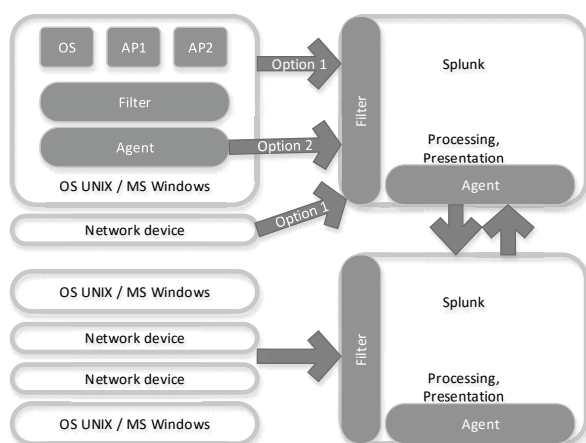 OS
AP1
AP2
Filter
Agent
OS UNIX / MS Windows
Network device
Option 1
Option 2
Option 1
Filter
Splunk
Processing,
Presentation
Agent
OS UNIX / MS Windows
Network device
Network device
OS UNIX / MS Windows
Filter
Splunk
Processing,
Presentation
Agent